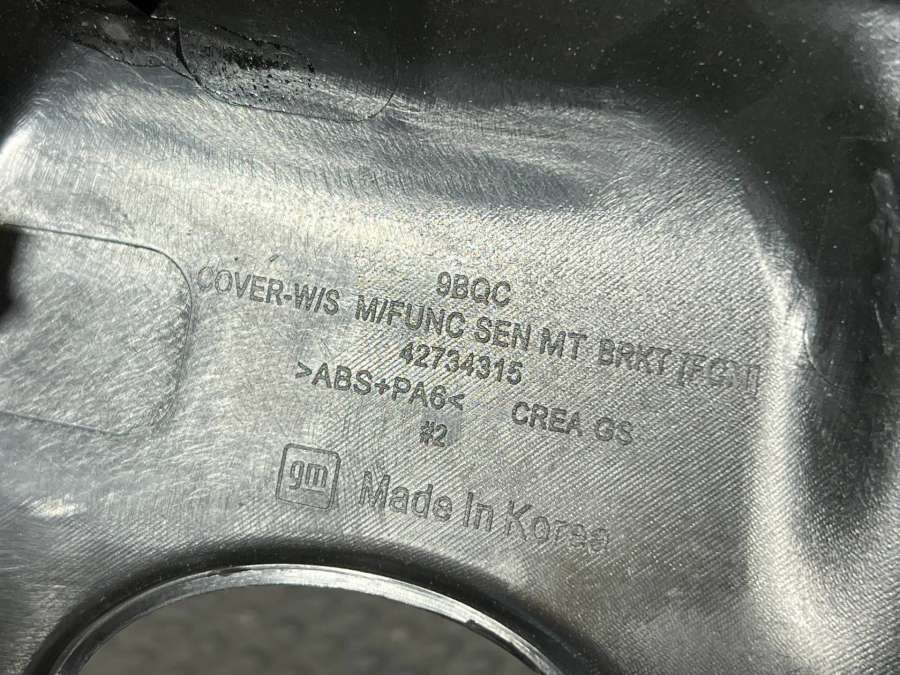 9BQC
COVER-W/S M/FUNC SEN MT BRKT
42734315
>ABS+PA6< CREA GS
#2
gm Made In Korea